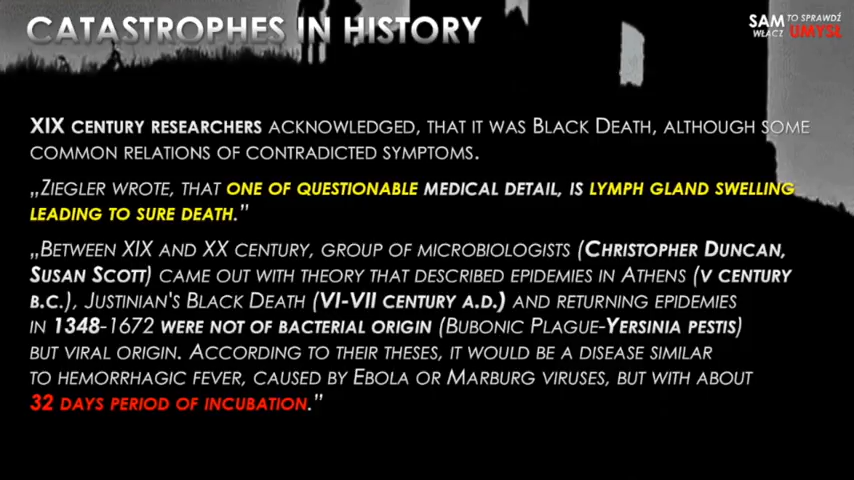 CATASTROPHES IN HISTORY
SAM TO SPRAWDŹ
WŁĄCZ UMYSŁ
XIX CENTURY RESEARCHERS ACKNOWLEDGED, THAT IT WAS BLACK DEATH, ALTHOUGH SOME
COMMON RELATIONS OF CONTRADICTED SYMPTOMS.
„ZIEGLER WROTE, THAT ONE OF QUESTIONABLE MEDICAL DETAIL, IS LYMPH GLAND SWELLING
LEADING TO SURE DEATH.”
„BETWEEN XIX AND XX CENTURY, GROUP OF MICROBIOLOGISTS (CHRISTOPHER DUNCAN,
SUSAN SCOTT) CAME OUT WITH THEORY THAT DESCRIBED EPIDEMIES IN ATHENS (V CENTURY
B.C.), JUSTINIAN'S BLACK DEATH (VI-VII CENTURY A.D.) AND RETURNING EPIDEMIES
IN 1348-1672 WERE NOT OF BACTERIAL ORIGIN (BUBONIC PLAGUE-YERSINIA PESTIS)
BUT VIRAL ORIGIN. ACCORDING TO THEIR THESES, IT WOULD BE A DISEASE SIMILAR
TO HEMORRHAGIC FEVER, CAUSED BY EBOLA OR MARBURG VIRUSES, BUT WITH ABOUT
32 DAYS PERIOD OF INCUBATION.”